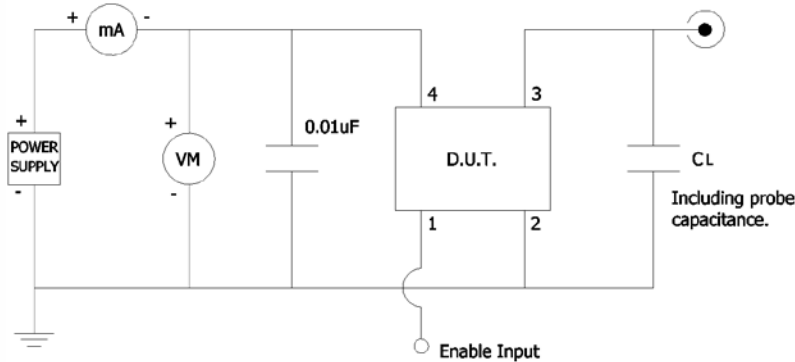 + mA -
4 3
0.01uF
+
POWER
SUPPLY
-
+
VM
-
D.U.T.
CL
Including probe
capacitance.
1 2
Enable Input